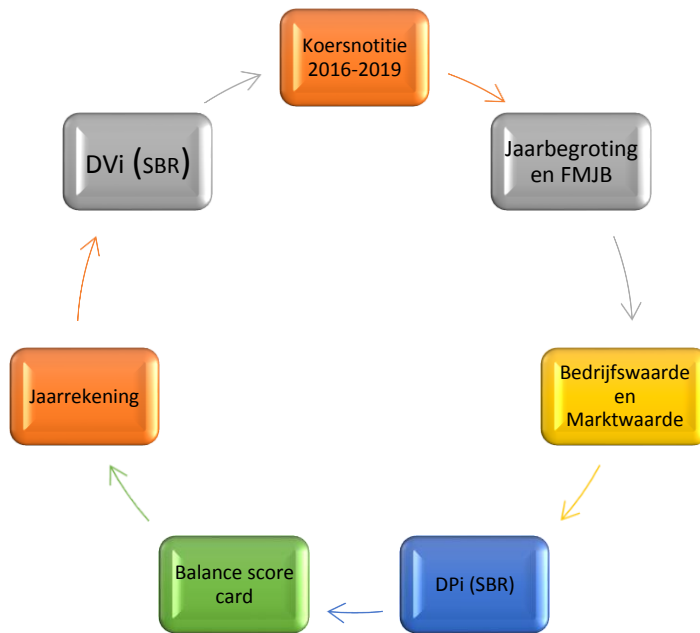 Koersnotitie
2016-2019
Jaarbegroting
en FMJB
Bedrijfswaarde
en
Marktwaarde
DPi (SBR)
Balance score
card
Jaarrekening
DVi (SBR)